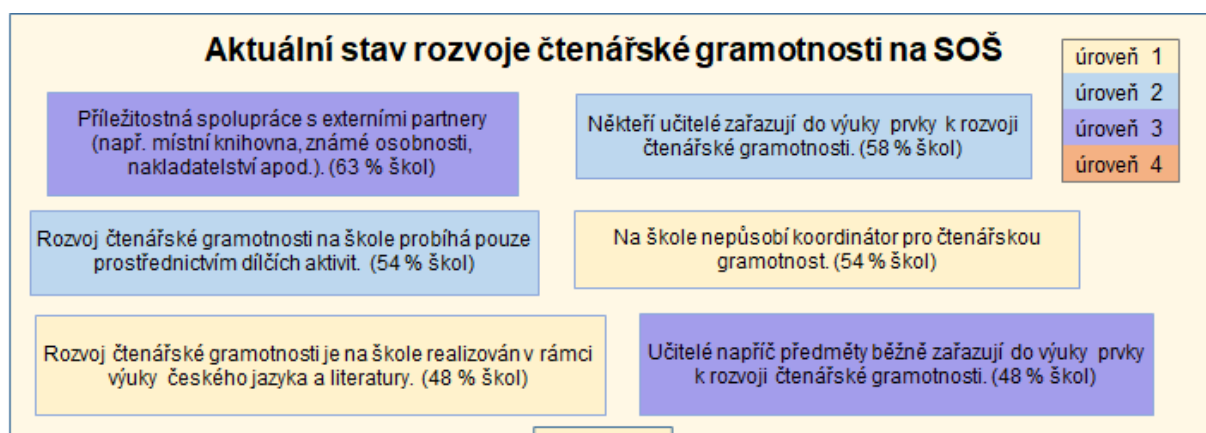 Aktuální stav rozvoje čtenářské gramotnosti na SOŠ
úroveň 1
úroveň 2
úroveň 3
úroveň 4
Příležitostná spolupráce s externími partnery
(např. místní knihovna, známé osobnosti,
nakladatelství apod.). (63 % škol)
Někteří učitelé zařazují do výuky prvky k rozvoji
čtenářské gramotnosti. (58 % škol)
Rozvoj čtenářské gramotnosti na škole probíhá pouze
prostřednictvím dílčích aktivit. (54 % škol)
Na škole nepůsobí koordinátor pro čtenářskou
gramotnost. (54 % škol)
Rozvoj čtenářské gramotnosti je na škole realizován v rámci
výuky českého jazyka a literatury. (48 % škol)
Učitelé napříč předměty běžně zařazují do výuky prvky
k rozvoji čtenářské gramotnosti. (48 % škol)